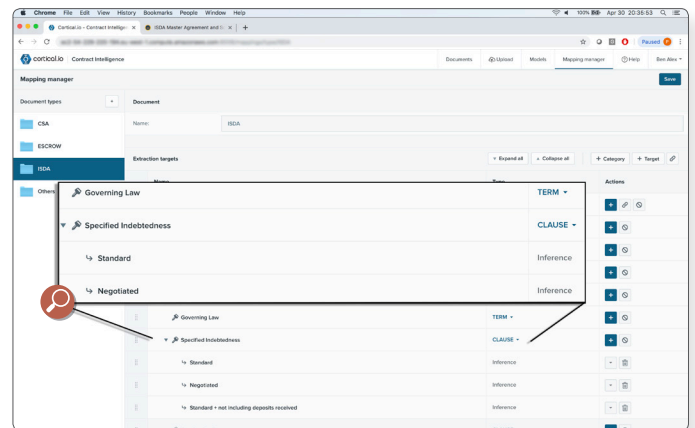 Chrome File Edit View History Bookmarks People Window Help 100% Apr 30 20:35:53
Cortical.io – Contract Intellige ISDA Master Agreement and
Paused
cortical.io Contract Intelligence Documents Upload Models Mapping manager Help Ben Alex
Mapping manager Save
Document types + Document
CSA Name: ISDA
ESCROW
Extraction targets Expand all Collapse all + Category + Target
ISDA
Name Type Actions
Others
Governing Law TERM
Specified Indebtedness CLAUSE
Standard Inference
Negotiated Inference
Governing Law TERM
Specified Indebtedness CLAUSE
Standard Inference
Negotiated Inference
Standard + not including deposits received Inference